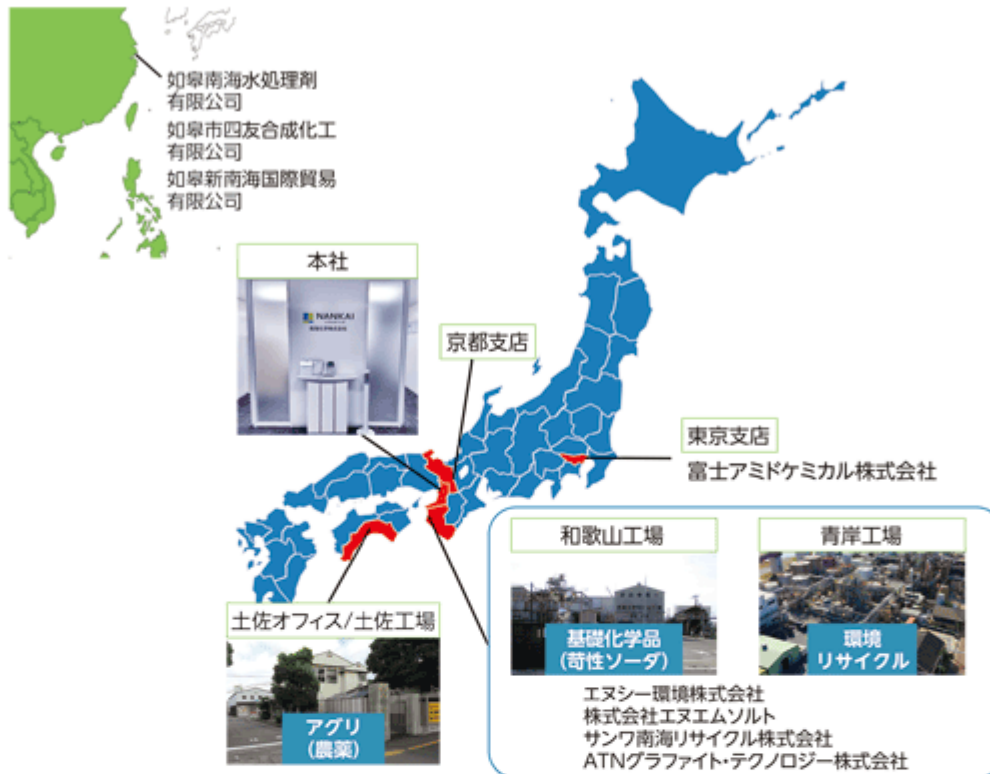 如皋南海水処理剤
有限公司
如皋市四友合成化工
有限公司
如皋新南海国際貿易
有限公司
本社
NANKAI
京都支店
東京支店
富士アミドケミカル株式会社
和歌山工場
青岸工場
基礎化学品
(苛性ソーダ)
環境
リサイクル
エヌシー環境株式会社
株式会社エヌエムソルト
サンワ南海リサイクル株式会社
ATNグラファイト・テクノロジー株式会社
土佐オフィス/土佐工場
アグリ
(農薬)